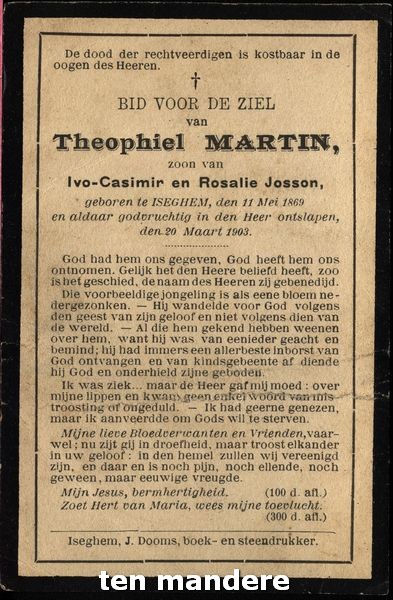 De dood der rechtveerdigen is kostbaar in de
oogen des Heeren.
†
BID VOOR DE ZIEL
van
Theophiel MARTIN,
zoon van
Ivo-Casimir en Rosalie Josson,
geboren te ISEGHEM, den 11 Mei 1869
en aldaar godvruchtig in den Heer ontslapen,
den 20 Maart 1903.
God had hem ons gegeven, God heeft hem ons
ontnomen. Gelijk het den Heere beliefd heeft, zoo
is het geschied, de naam des Heeren zij gebenedijd.
Die voorbeeldige jongeling is als eene bloem ne-
dergezonken. — Hij wandelde voor God volgens
den geest van zijn geloof en niet volgens dien van
de wereld. — Al die hem gekend hebben weenen
over hem, want hij was van eenieder geacht en
bemind; hij had immers een allerbeste inborst van
God ontvangen en van kindsgebeente af diende
hij God en onderhield zijne geboden.
Ik was ziek... maar de Heer gaf mij moed : over
mijne lippen en kwam geen enkel woord van mis
troosting of ongeduld. — Ik had geerne genezen,
maar ik aanveerdde om Gods wil te sterven.
Mijne lieve Bloedverwanten en Vrienden, vaar-
wel; nu zijt gij in droefheid, maar troost elkander
in uw geloof : in den hemel zullen wij vereenigd
zijn, en daar en is noch pijn, noch ellende, noch
geween, maar eeuwige vreugde.
Mijn Jesus, bermhertigheid. (100 d. afl.)
Zoet Hert van Maria, wees mijne toevlucht.
(300 d. afl.)
Iseghem, J. Dooms, boek- en steendrukker.
ten mandere